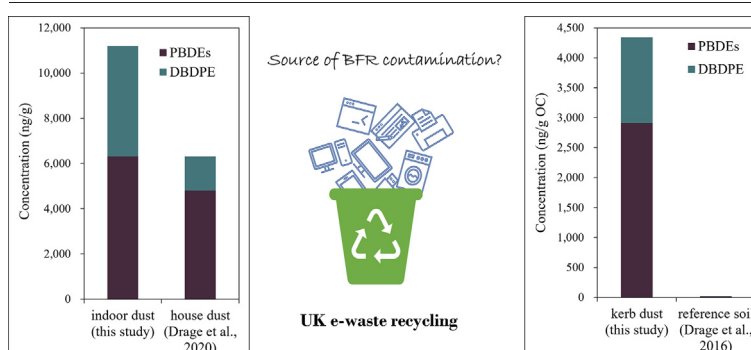 12,000
10,000
8,000
6,000
4,000
2,000
0
Concentration (ng/g)
PBDEs
DBDPE
indoor dust
(this study)
house dust
(Drage et al.,
2020)
Source of BFR contamination?
UK e-waste recycling
4,500
4,000
3,500
3,000
2,500
2,000
1,500
1,000
500
0
Concentration (ng/g OC)
PBDEs
DBDPE
kerb dust
(this study)
reference soi
(Drage et al.,
2016)